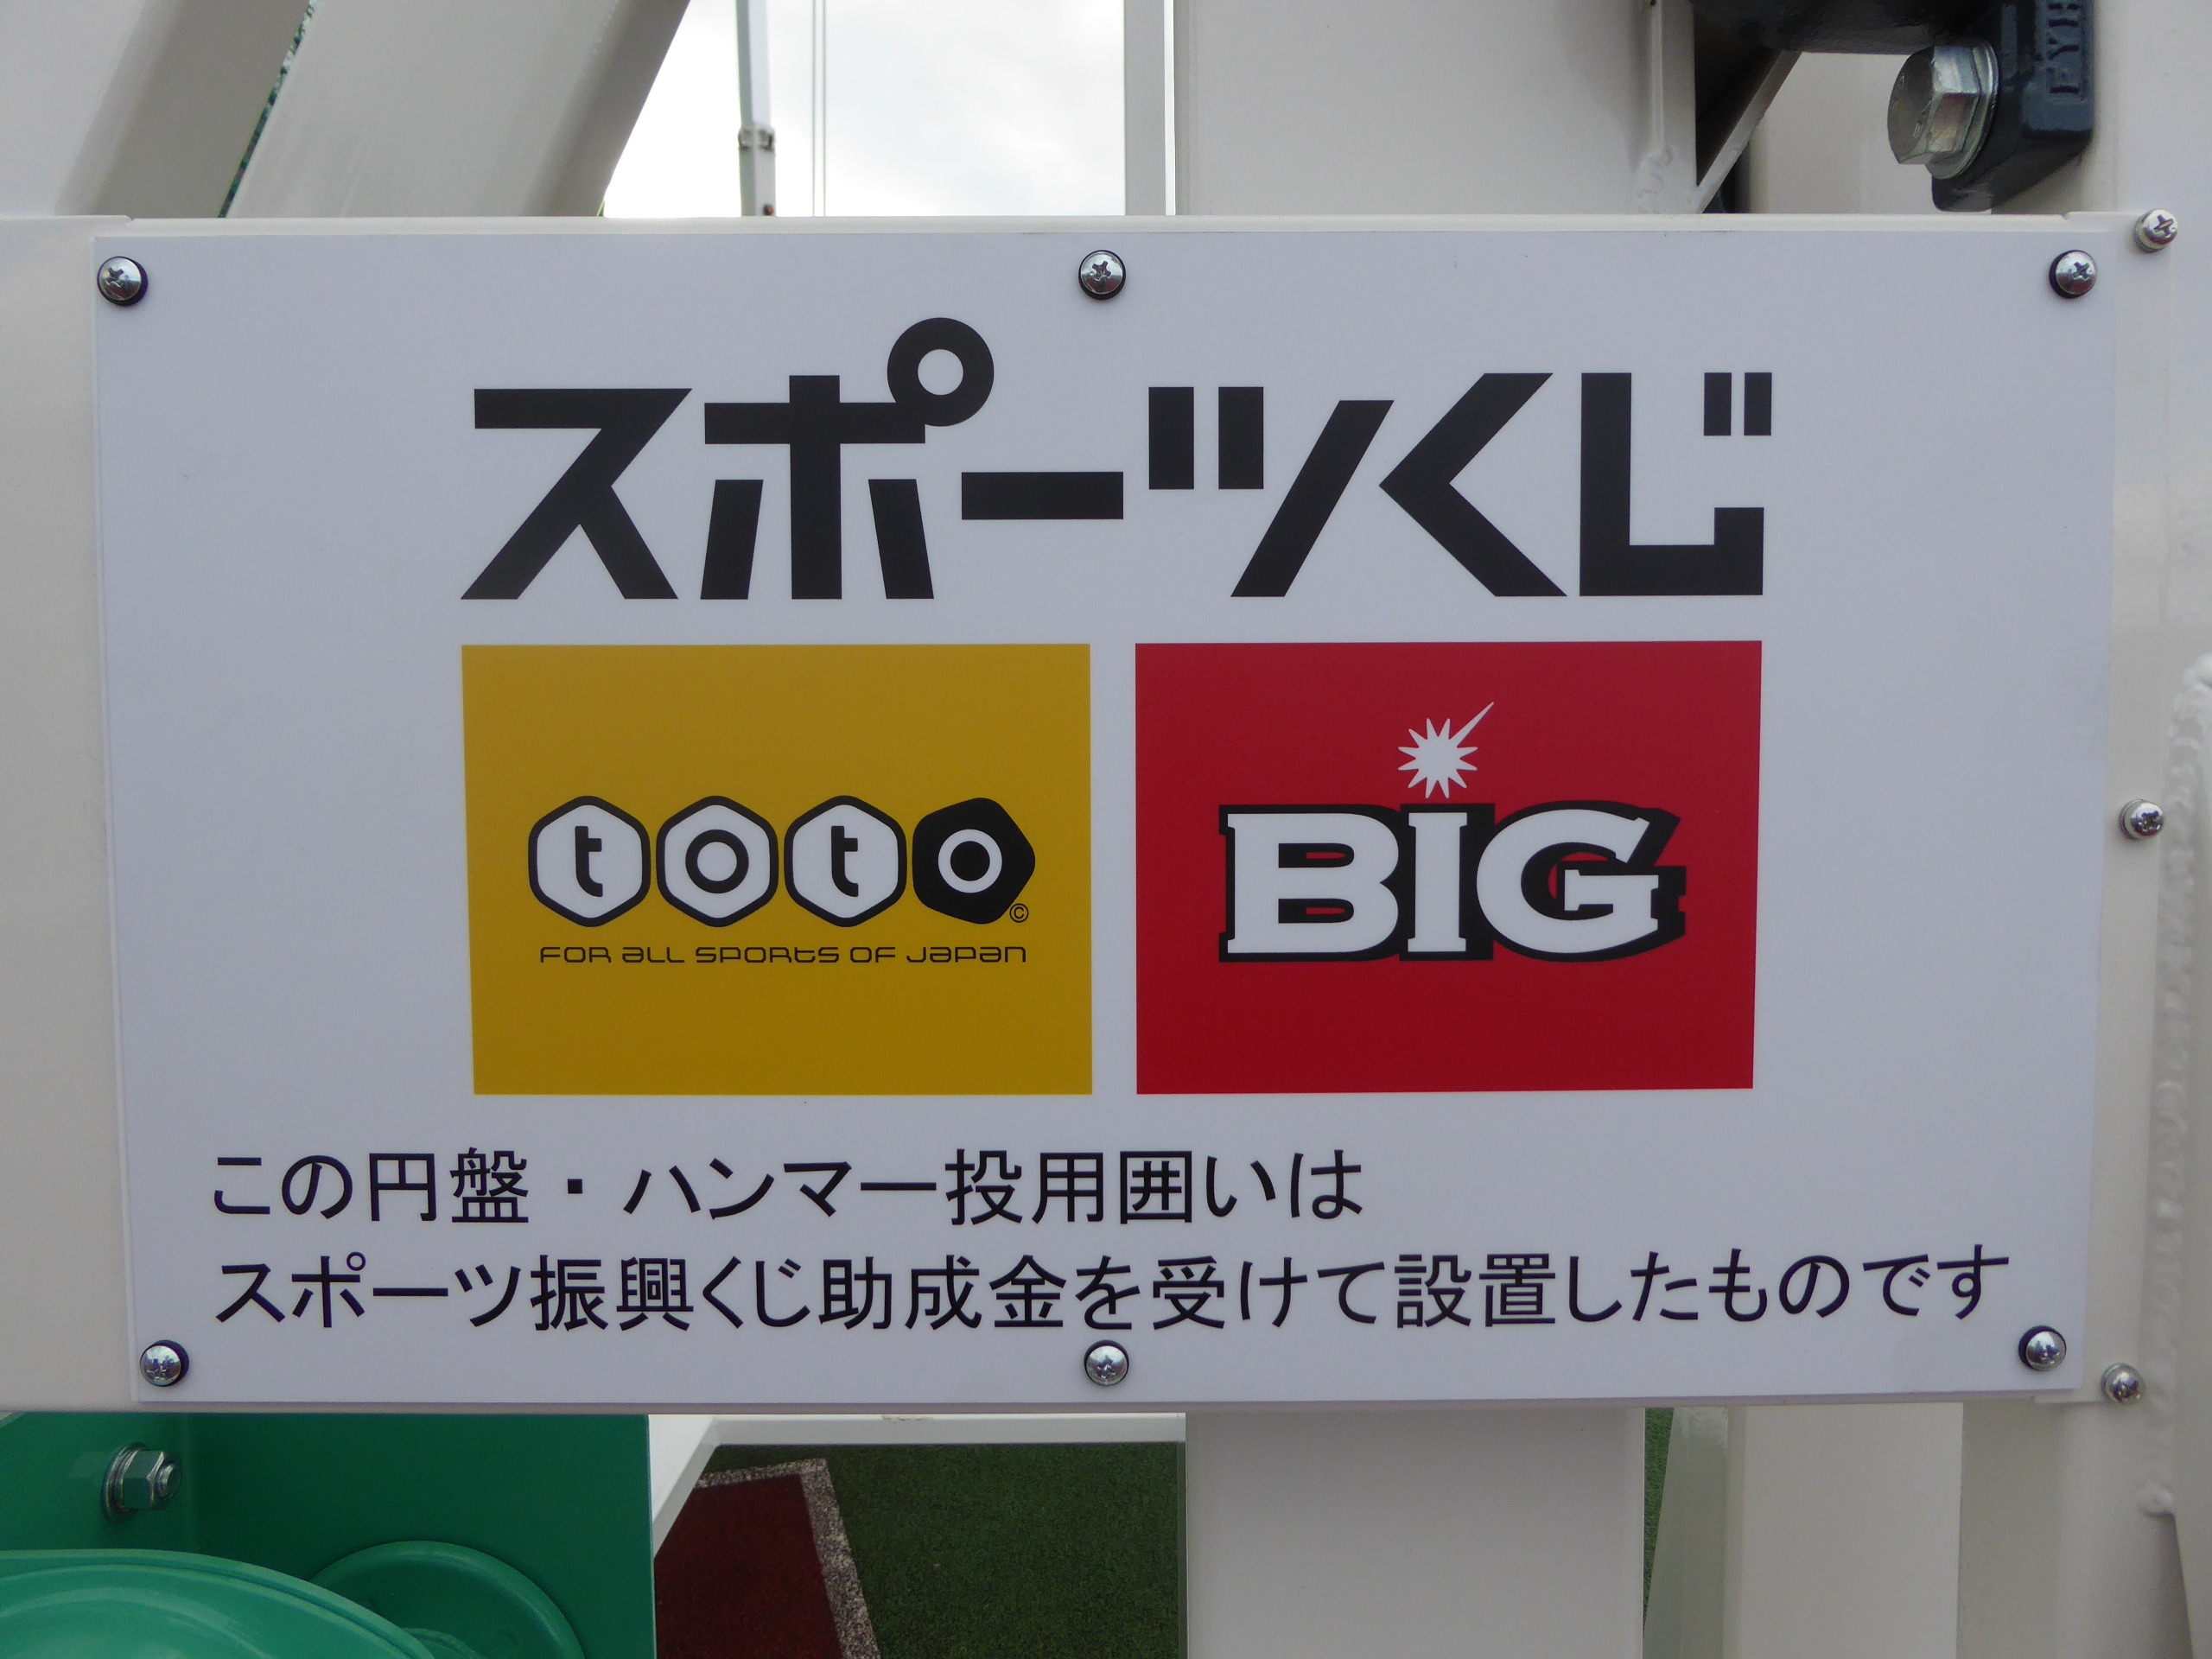 スポーツくじ
toto
©
FOR ALL SPORTS OF JAPAN
BIG
この円盤・ハンマー投用囲いは
スポーツ振興くじ助成金を受けて設置したものです